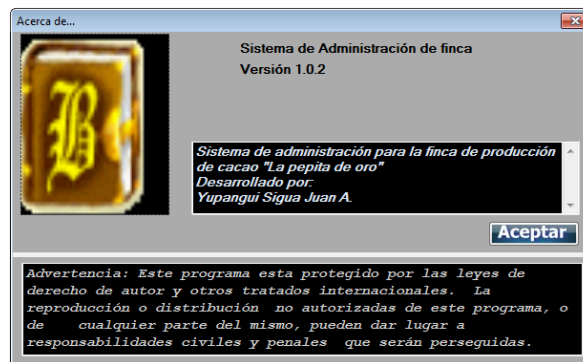 Acerca de...
Sistema de Administración de finca
Versión 1.0.2
Sistema de administración para la finca de producción
de cacao "La pepita de oro"
Desarrollado por:
Yupangui Sigua Juan A.
Aceptar
Advertencia: Este programa esta protegido por las leyes de
derecho de autor y otros tratados internacionales. La
reproducción o distribución no autorizadas de este programa, o
de cualquier parte del mismo, pueden dar lugar a
responsabilidades civiles y penales que serán perseguidas.